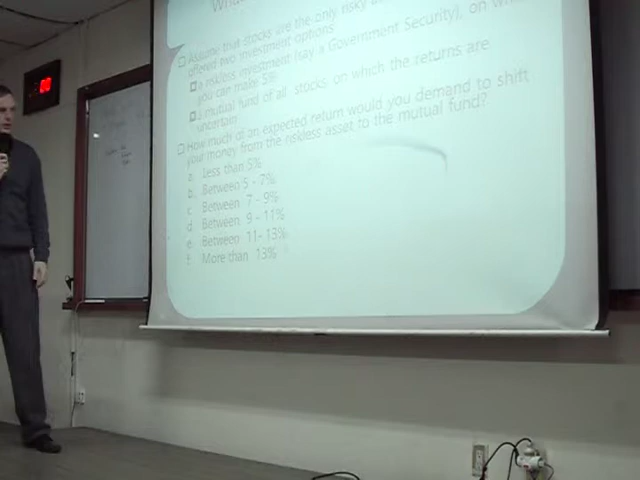 What
Assume that stocks are the only risky
offered two investment options
a riskless investment (say a Government Security), on
you can make 5%
a mutual fund of all stocks, on which the returns are
uncertain
How much of an expected return would you demand to shift
your money from the riskless asset to the mutual fund?
a. Less than 5%
b. Between 5 - 7%
c. Between 7 - 9%
d. Between 9 - 11%
e. Between 11- 13%
f. More than 13%